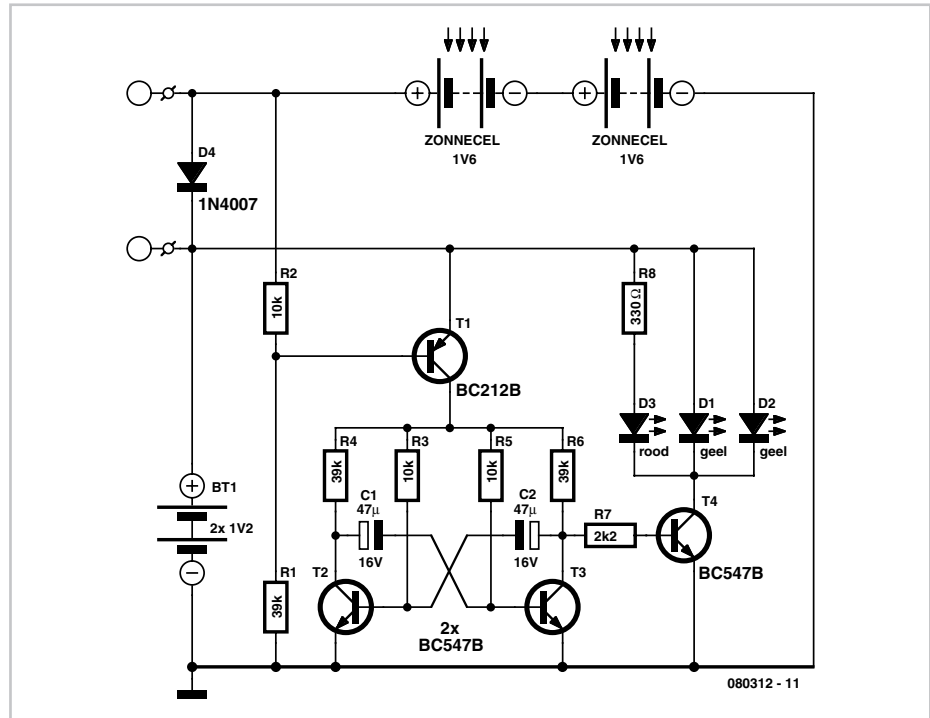 ZONNECEL
1V6
ZONNECEL
1V6
D4
1N4007
R2
10k
T1
BC212B
R8
330 Ω
D3
rood
D1
geel
D2
geel
BT1
2x 1V2
R4
39k
R3
10k
R5
10k
R6
39k
C1
47µ
16V
C2
47µ
16V
R7
2k2
T4
BC547B
R1
39k
T2
T3
2x
BC547B
080312 - 11